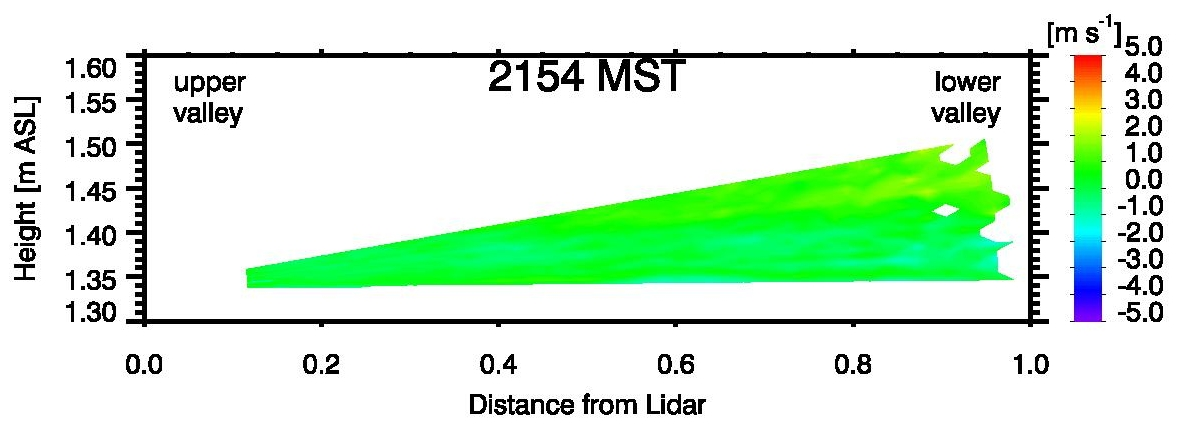 [m s⁻¹]
2154 MST
upper
valley
lower
valley
Height [m ASL]
1.60
1.55
1.50
1.45
1.40
1.35
1.30
0.0 0.2 0.4 0.6 0.8 1.0
Distance from Lidar
5.0
4.0
3.0
2.0
1.0
0.0
-1.0
-2.0
-3.0
-4.0
-5.0